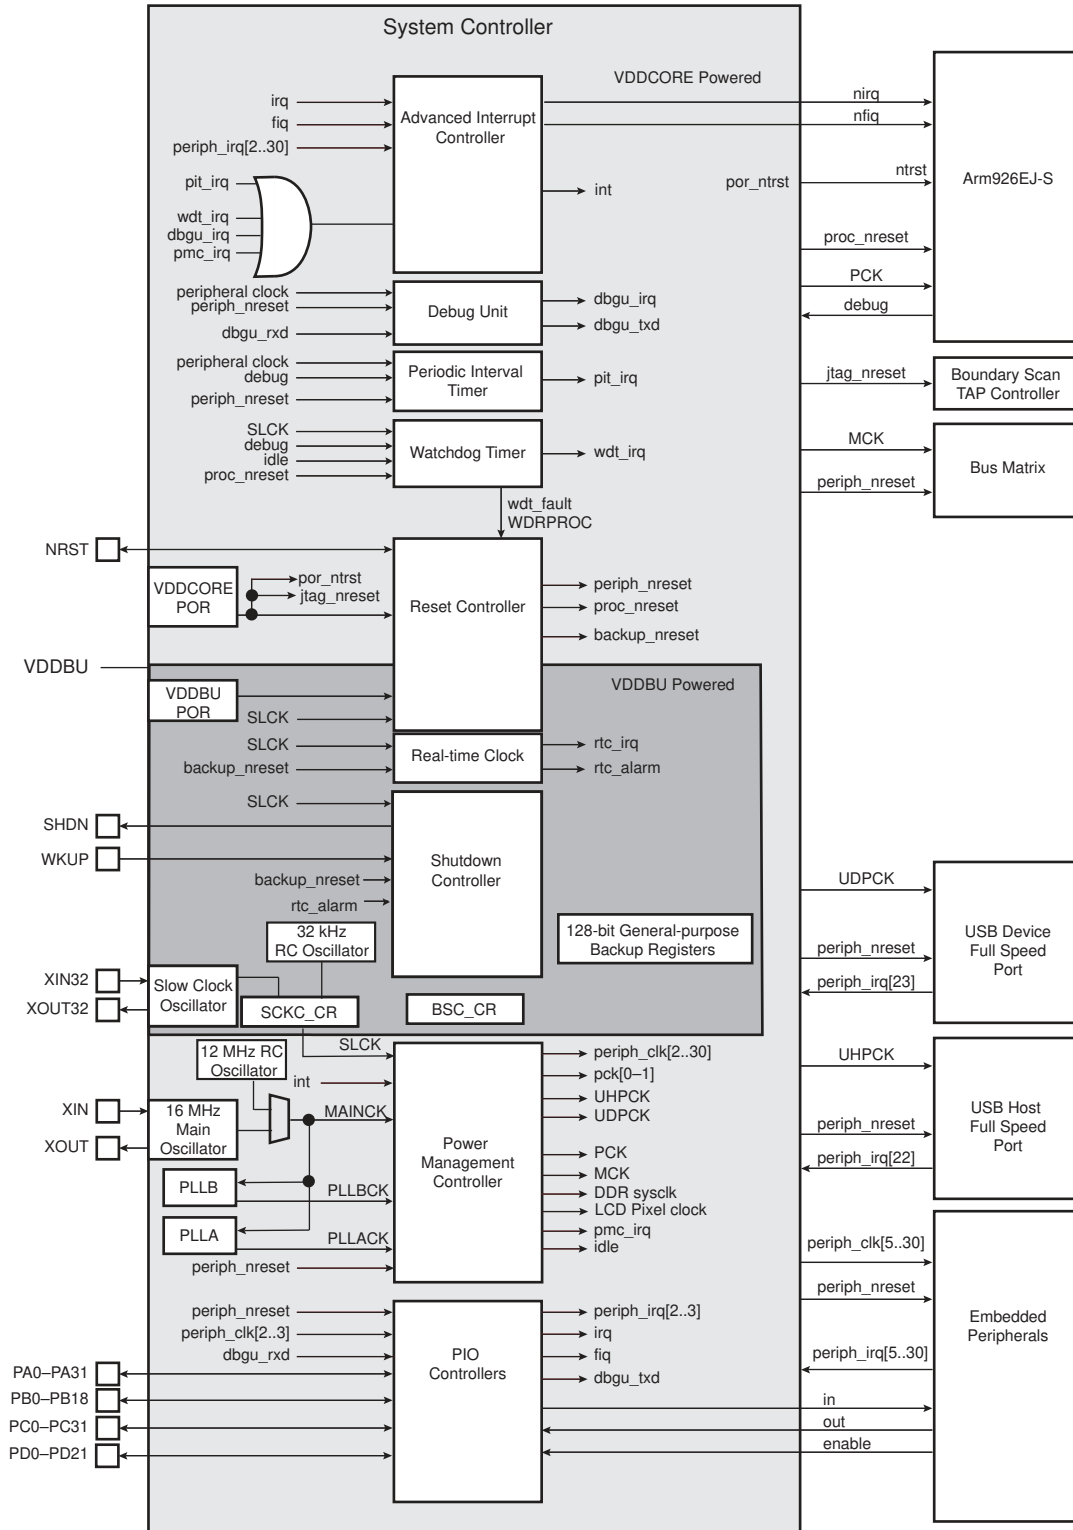 System Controller
VDDCORE Powered
irq
fiq
periph_irq[2..30]
pit_irq
wdt_irq
dbgu_irq
pmc_irq
Advanced Interrupt
Controller
int
nirq
nfiq
por_ntrst
ntrst
proc_nreset
PCK
debug
Arm926EJ-S
peripheral clock
periph_nreset
dbgu_rxd
Debug Unit
dbgu_irq
dbgu_txd
peripheral clock
debug
periph_nreset
Periodic Interval
Timer
pit_irq
jtag_nreset
Boundary Scan
TAP Controller
SLCK
debug
idle
proc_nreset
Watchdog Timer
wdt_irq
MCK
periph_nreset
Bus Matrix
wdt_fault
WDRPROC
NRST
VDDCORE
POR
por_ntrst
jtag_nreset
Reset Controller
periph_nreset
proc_nreset
backup_nreset
VDDBU
VDDBU Powered
VDDBU
POR
SLCK
SLCK
backup_nreset
Real-time Clock
rtc_irq
rtc_alarm
SLCK
SHDN
WKUP
backup_nreset
rtc_alarm
Shutdown
Controller
32 kHz
RC Oscillator
128-bit General-purpose
Backup Registers
UDPCK
periph_nreset
periph_irq[23]
USB Device
Full Speed
Port
XIN32
XOUT32
Slow Clock
Oscillator
SCKC_CR
BSC_CR
SLCK
12 MHz RC
Oscillator
int
XIN
XOUT
16 MHz
Main
Oscillator
MAINCK
PLLB
PLLBCK
PLLA
PLLACK
periph_nreset
Power
Management
Controller
periph_clk[2..30]
pck[0–1]
UHPCK
UDPCK
PCK
MCK
DDR sysclk
LCD Pixel clock
pmc_irq
idle
UHPCK
periph_nreset
periph_irq[22]
USB Host
Full Speed
Port
periph_nreset
periph_clk[2..3]
dbgu_rxd
PA0–PA31
PB0–PB18
PC0–PC31
PD0–PD21
PIO
Controllers
periph_irq[2..3]
irq
fiq
dbgu_txd
periph_clk[5..30]
periph_nreset
periph_irq[5..30]
in
out
enable
Embedded
Peripherals